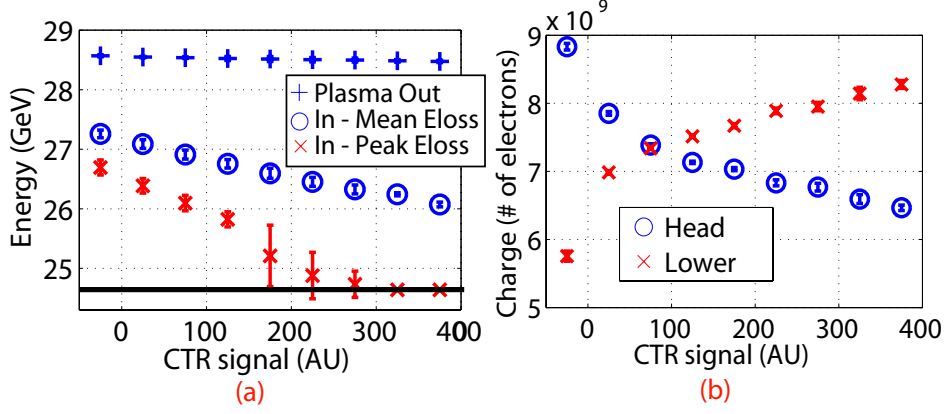 29
28
27
26
25
Energy (GeV)
Plasma Out
In - Mean Eloss
In - Peak Eloss
0 100 200 300 400 0
CTR signal (AU)
(a)
x 10 9
9
8
7
6
5
Charge (# of electrons)
Head
Lower
0 100 200 300 400
CTR signal (AU)
(b)